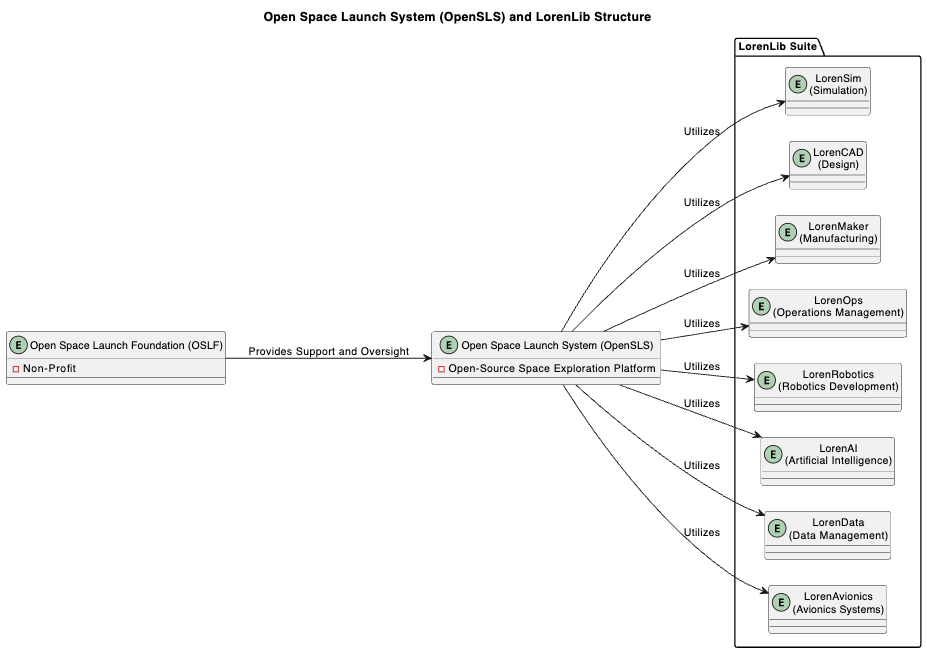 Open Space Launch System (OpenSLS) and LorenLib Structure
LorenLib Suite
E
LorenSim
(Simulation)
Utilizes
E
LorenCAD
(Design)
Utilizes
E
LorenMaker
(Manufacturing)
Utilizes
E
LorenOps
(Operations Management)
Utilizes
E
Open Space Launch Foundation (OSLF)
Non-Profit
Provides Support and Oversight
E
Open Space Launch System (OpenSLS)
Open-Source Space Exploration Platform
Utilizes
E
LorenRobotics
(Robotics Development)
Utilizes
E
LorenAI
(Artificial Intelligence)
Utilizes
E
LorenData
(Data Management)
Utilizes
E
LorenAvionics
(Avionics Systems)